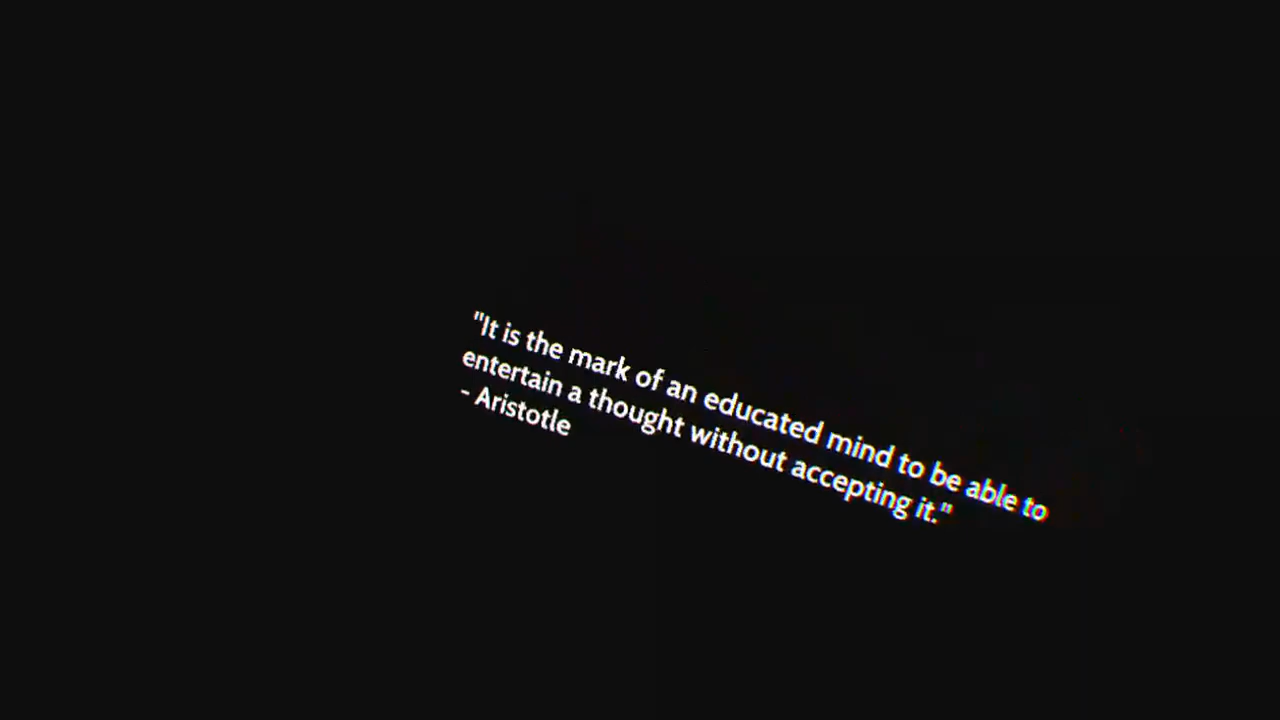 "It is the mark of an educated mind to be able to
entertain a thought without accepting it."
- Aristotle